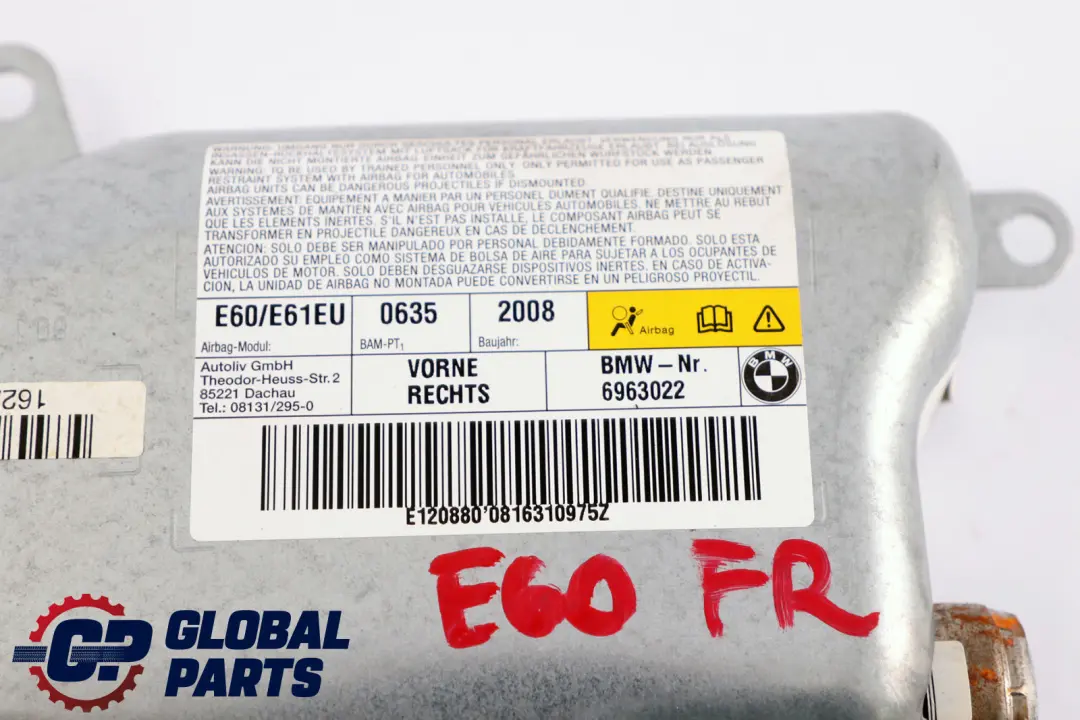 INSASSEN-RÜCKHALTESYSTEM MIT LUFTSACK
KANN DIE NICHT MONTIERTE AIRBAG EINHEIT ZUM GEFÄHRLICHEN WURFSTÜCK WERDEN
WARNING: TO BE USED BY TRAINED PERSONNEL ONLY. ONLY PERMITTED FOR USE AS PASSENGER
RESTRAINT SYSTEM WITH AIRBAG FOR AUTOMOBILES.
AIRBAG UNITS CAN BE DANGEROUS PROJECTILES IF DISMOUNTED.
AVERTISSEMENT: EQUIPEMENT A MANIER PAR UN PERSONEL DUMENT QUALIFIE. DESTINE UNIQUEMENT
AUX SYSTEMES DE MANTIEN AVEC AIRBAG POUR VÉHICULES AUTOMOBILES. NE METTRE AU REBUT
QUE LES ELEMENTS INERTES. S'IL N'EST PAS INSTALLE, LE COMPOSANT AIRBAG PEUT SE
TRANSFORMER EN PROJECTILE DANGEREUX EN CAS DE DECLENCHEMENT.
ATENCION: SOLO DEBE SER MANIPULADO POR PERSONAL DEBIDAMENTE FORMADO. SOLO ESTA
AUTORIZADO SU EMPLEO COMO SISTEMA DE BOLSA DE AIRE PARA SUJETAR A LOS OCUPANTES DE
VEHICULOS DE MOTOR. SOLO DEBEN DESGUAZARSE DISPOSITIVOS INERTES. EN CASO DE ACTIVA-
CION, LA UNIDAD DE AIRBAG NO MONTADA PUEDE CONVERTIRSE EN UN PELIGROSO PROYECTIL.
E60/E61EU 0635 2008
Airbag-Modul: BAM-PT1 Baujahr: Airbag
Autoliv GmbH
Theodor-Heuss-Str.2
85221 Dachau
Tel.: 08131/295-0
VORNE
RECHTS
BMW-Nr.
6963022
BMW
162
E120880'0816310975Z
E60 FR
GP GLOBAL
PARTS